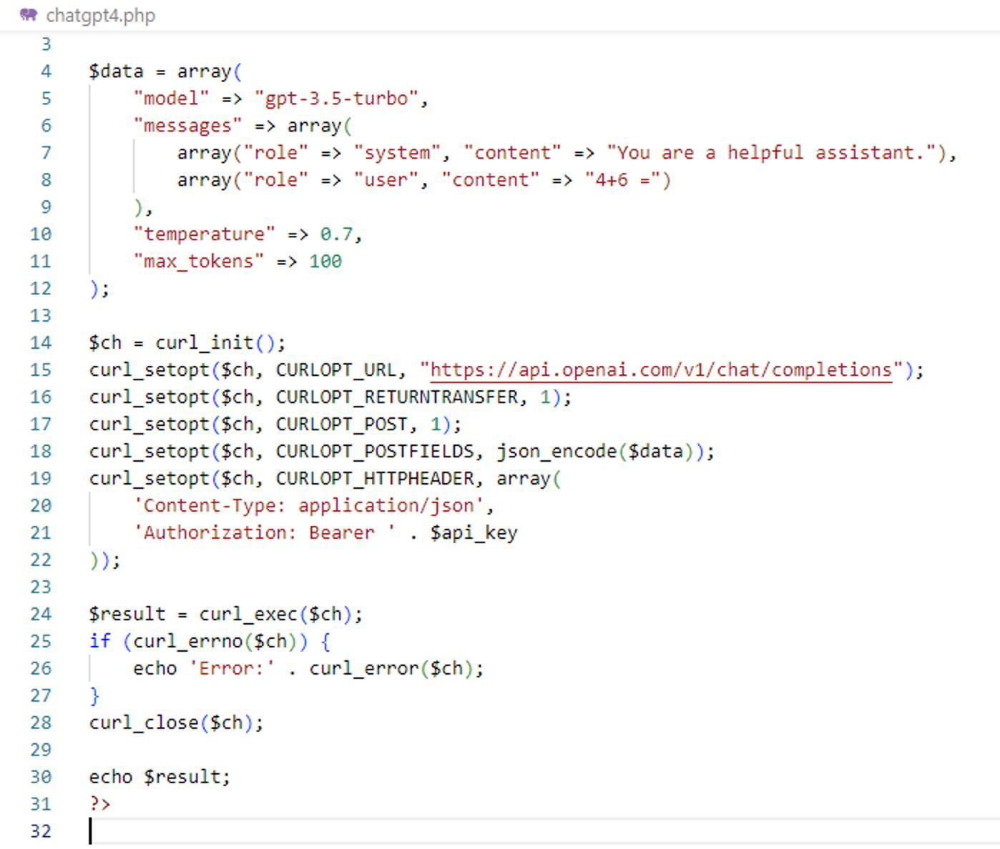 chatgpt4.php
3
4 $data = array(
5 "model" => "gpt-3.5-turbo",
6 "messages" => array(
7 array("role" => "system", "content" => "You are a helpful assistant."),
8 array("role" => "user", "content" => "4+6 =")
9 ),
10 "temperature" => 0.7,
11 "max_tokens" => 100
12 );
13
14 $ch = curl_init();
15 curl_setopt($ch, CURLOPT_URL, "https://api.openai.com/v1/chat/completions");
16 curl_setopt($ch, CURLOPT_RETURNTRANSFER, 1);
17 curl_setopt($ch, CURLOPT_POST, 1);
18 curl_setopt($ch, CURLOPT_POSTFIELDS, json_encode($data));
19 curl_setopt($ch, CURLOPT_HTTPHEADER, array(
20 'Content-Type: application/json',
21 'Authorization: Bearer ' . $api_key
22 ));
23
24 $result = curl_exec($ch);
25 if (curl_errno($ch)) {
26 echo 'Error:' . curl_error($ch);
27 }
28 curl_close($ch);
29
30 echo $result;
31 ?>
32